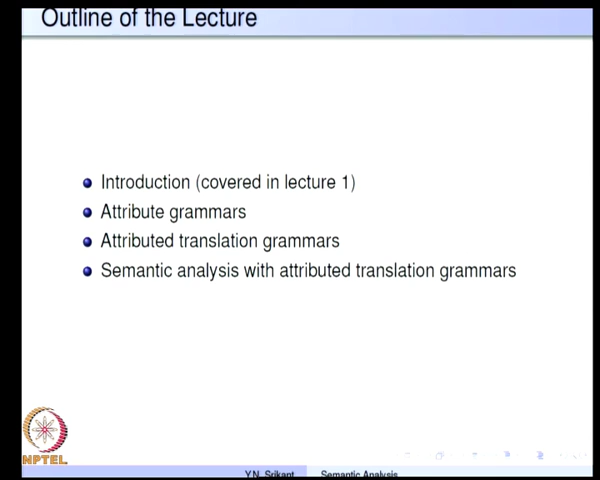 Outline of the Lecture
Introduction (covered in lecture 1)
Attribute grammars
Attributed translation grammars
Semantic analysis with attributed translation grammars
NPTEL
Y.N. Srikant Semantic Analysis